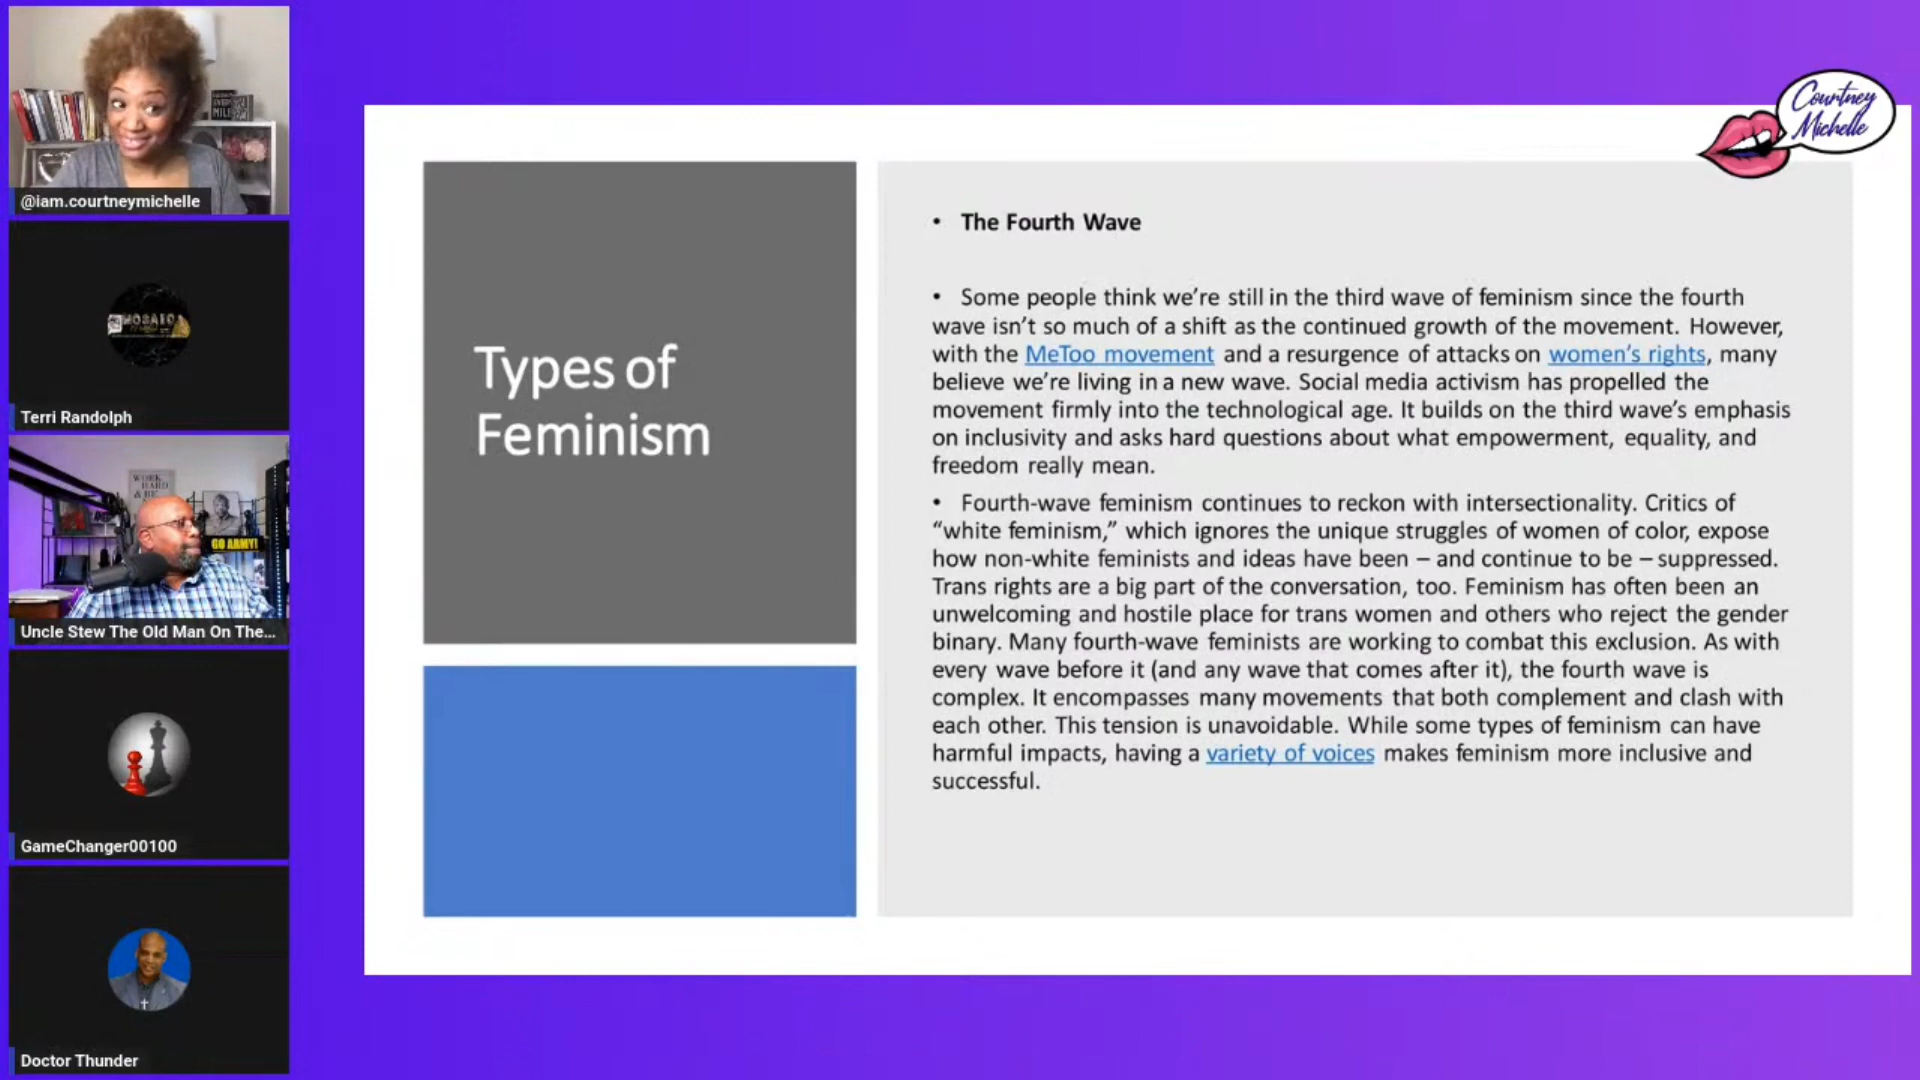 EVERY
MILE
@iam.courtneymichelle
Terri Randolph
WORK
HARD
& BE
GO ARMY!
Uncle Stew The Old Man On The...
GameChanger00100
Doctor Thunder
Courtney
Michelle
Types of
Feminism
• The Fourth Wave
• Some people think we’re still in the third wave of feminism since the fourth
wave isn’t so much of a shift as the continued growth of the movement. However,
with the MeToo movement and a resurgence of attacks on women’s rights, many
believe we’re living in a new wave. Social media activism has propelled the
movement firmly into the technological age. It builds on the third wave’s emphasis
on inclusivity and asks hard questions about what empowerment, equality, and
freedom really mean.
• Fourth-wave feminism continues to reckon with intersectionality. Critics of
“white feminism,” which ignores the unique struggles of women of color, expose
how non-white feminists and ideas have been – and continue to be – suppressed.
Trans rights are a big part of the conversation, too. Feminism has often been an
unwelcoming and hostile place for trans women and others who reject the gender
binary. Many fourth-wave feminists are working to combat this exclusion. As with
every wave before it (and any wave that comes after it), the fourth wave is
complex. It encompasses many movements that both complement and clash with
each other. This tension is unavoidable. While some types of feminism can have
harmful impacts, having a variety of voices makes feminism more inclusive and
successful.